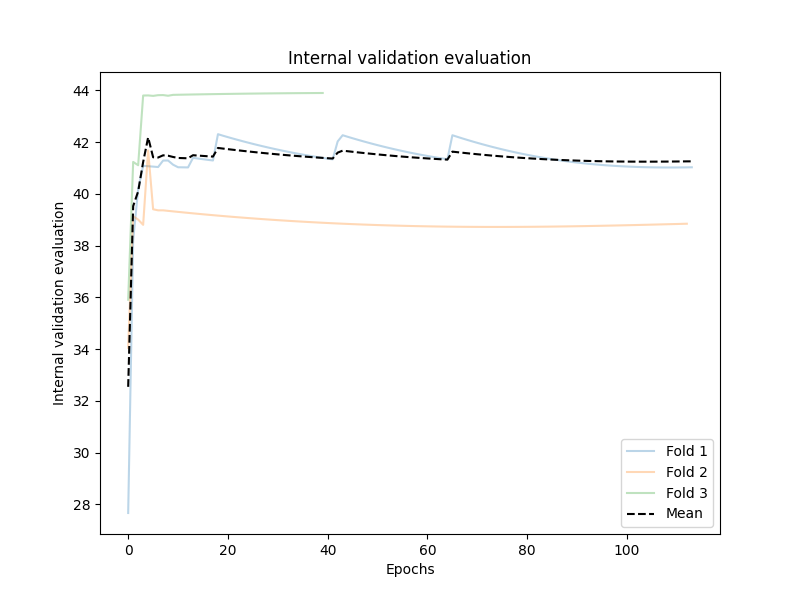 Internal validation evaluation
Internal validation evaluation
44
42
40
38
36
34
32
30
28
0 20 40 60 80 100
Epochs
Fold 1
Fold 2
Fold 3
Mean